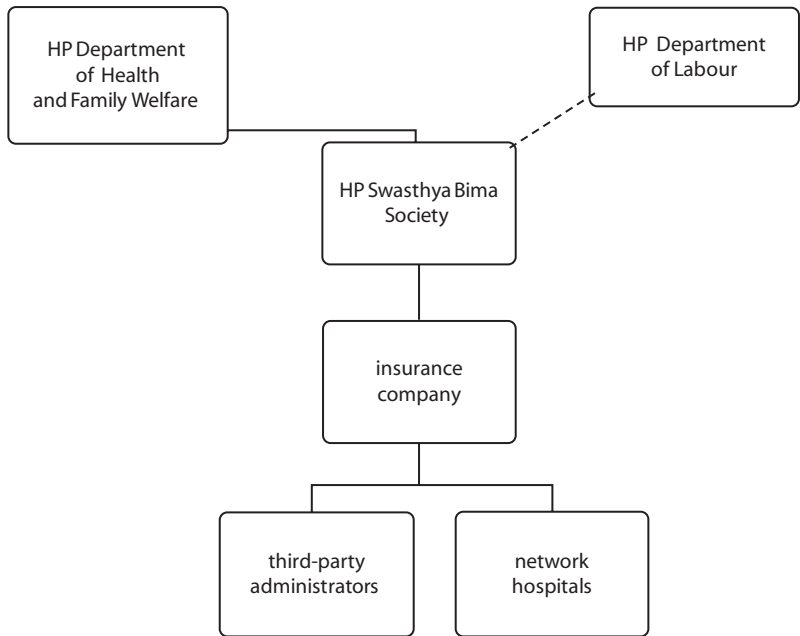 HP Department
of Health
and Family Welfare
HP Department
of Labour
HP Swasthya Bima
Society
insurance
company
third-party
administrators
network
hospitals